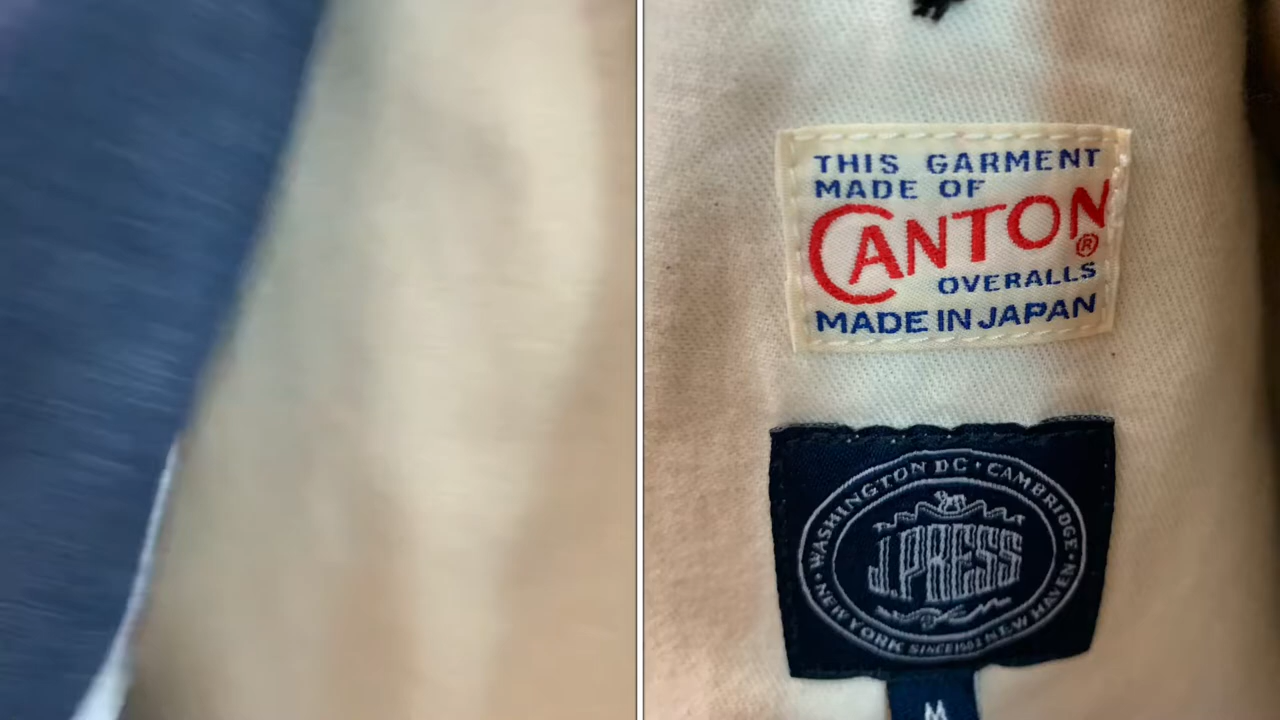 THIS GARMENT
MADE OF
CANTON®
OVERALLS
MADE IN JAPAN
WASHINGTON DC • CAMBRIDGE •
J.PRESS
• NEW YORK SINCE 1902 NEW HAVEN
M